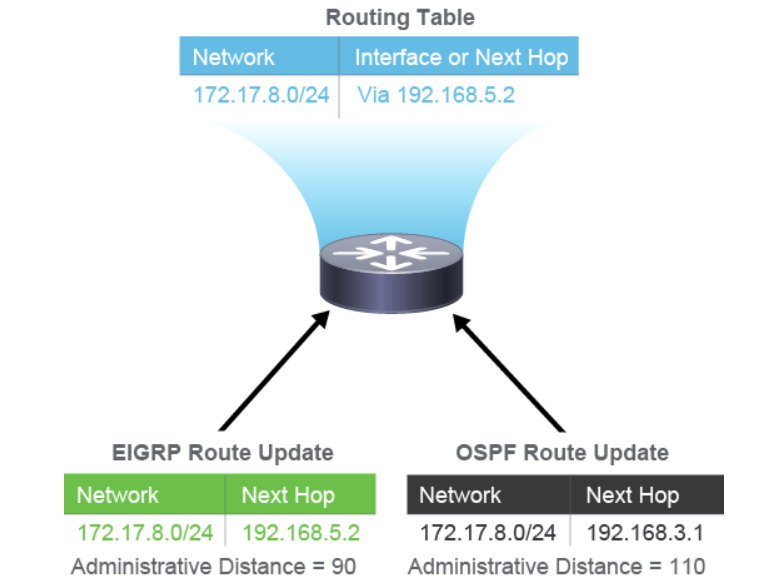 Routing Table
Network Interface or Next Hop
172.17.8.0/24 Via 192.168.5.2
EIGRP Route Update
Network Next Hop
172.17.8.0/24 192.168.5.2
Administrative Distance = 90
OSPF Route Update
Network Next Hop
172.17.8.0/24 192.168.3.1
Administrative Distance = 110